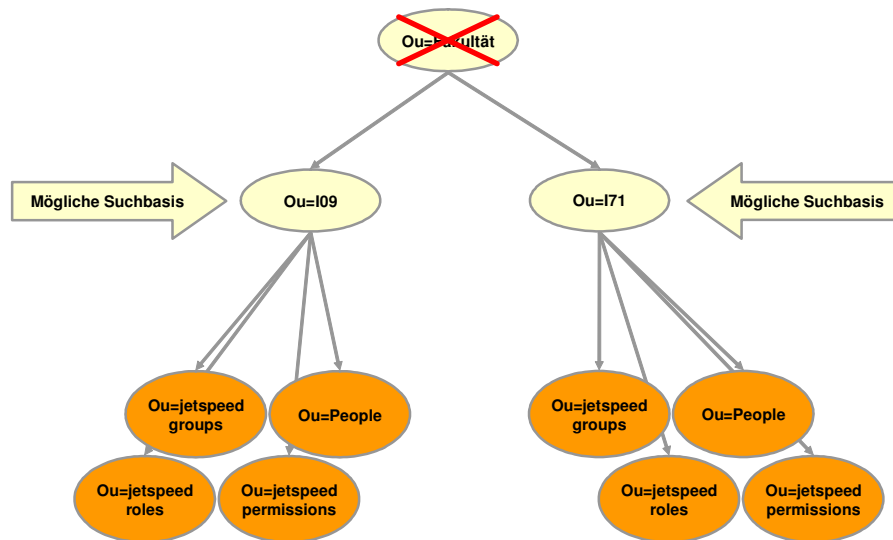 Ou=Fakultät
Mögliche Suchbasis
Ou=I09
Ou=I71
Mögliche Suchbasis
Ou=jetspeed
groups
Ou=People
Ou=jetspeed
groups
Ou=People
Ou=jetspeed
roles
Ou=jetspeed
permissions
Ou=jetspeed
roles
Ou=jetspeed
permissions